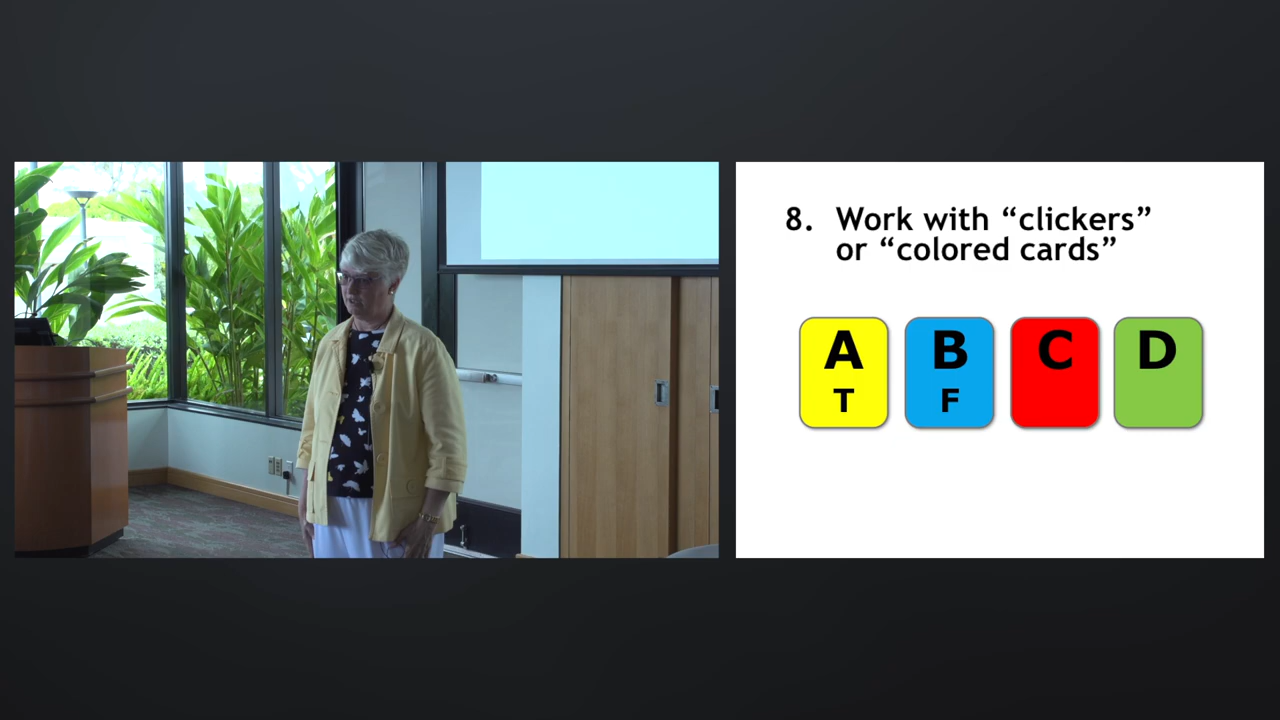 8. Work with “clickers”
or “colored cards”
A B C D
T F